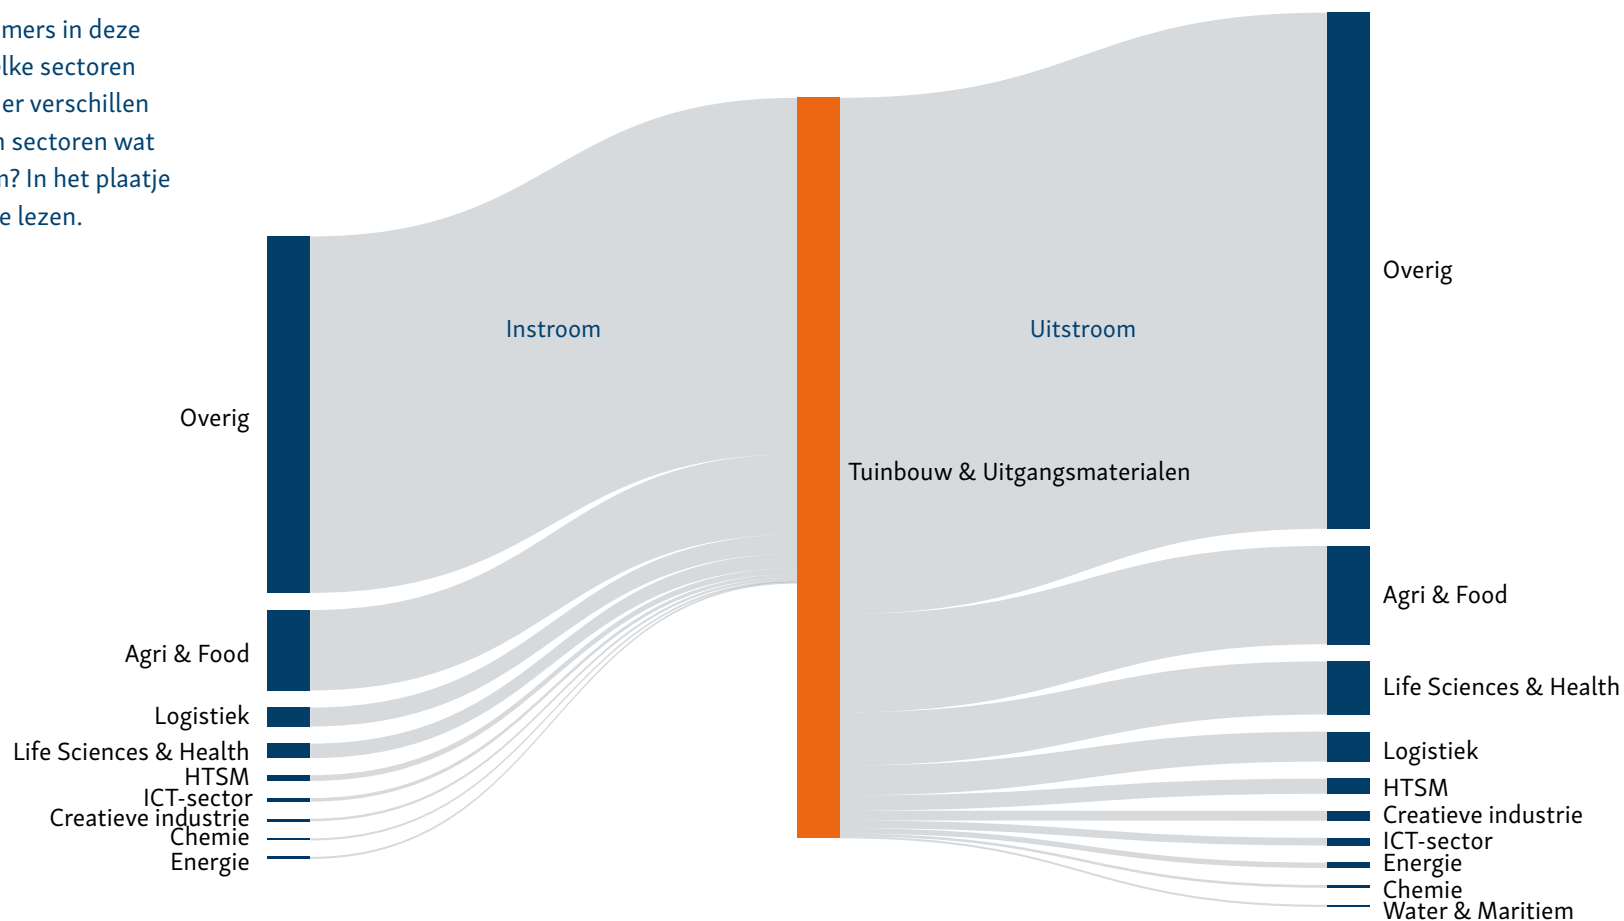 mers in deze
lke sectoren
er verschillen
sectoren wat
? In het plaatje
e lezen.
Instroom
Uitstroom
Overig
Agri & Food
Logistiek
Life Sciences & Health
HTSM
ICT-sector
Creatieve industrie
Chemie
Energie
Tuinbouw & Uitgangsmaterialen
Overig
Agri & Food
Life Sciences & Health
Logistiek
HTSM
Creatieve industrie
ICT-sector
Energie
Chemie
Water & Maritiem